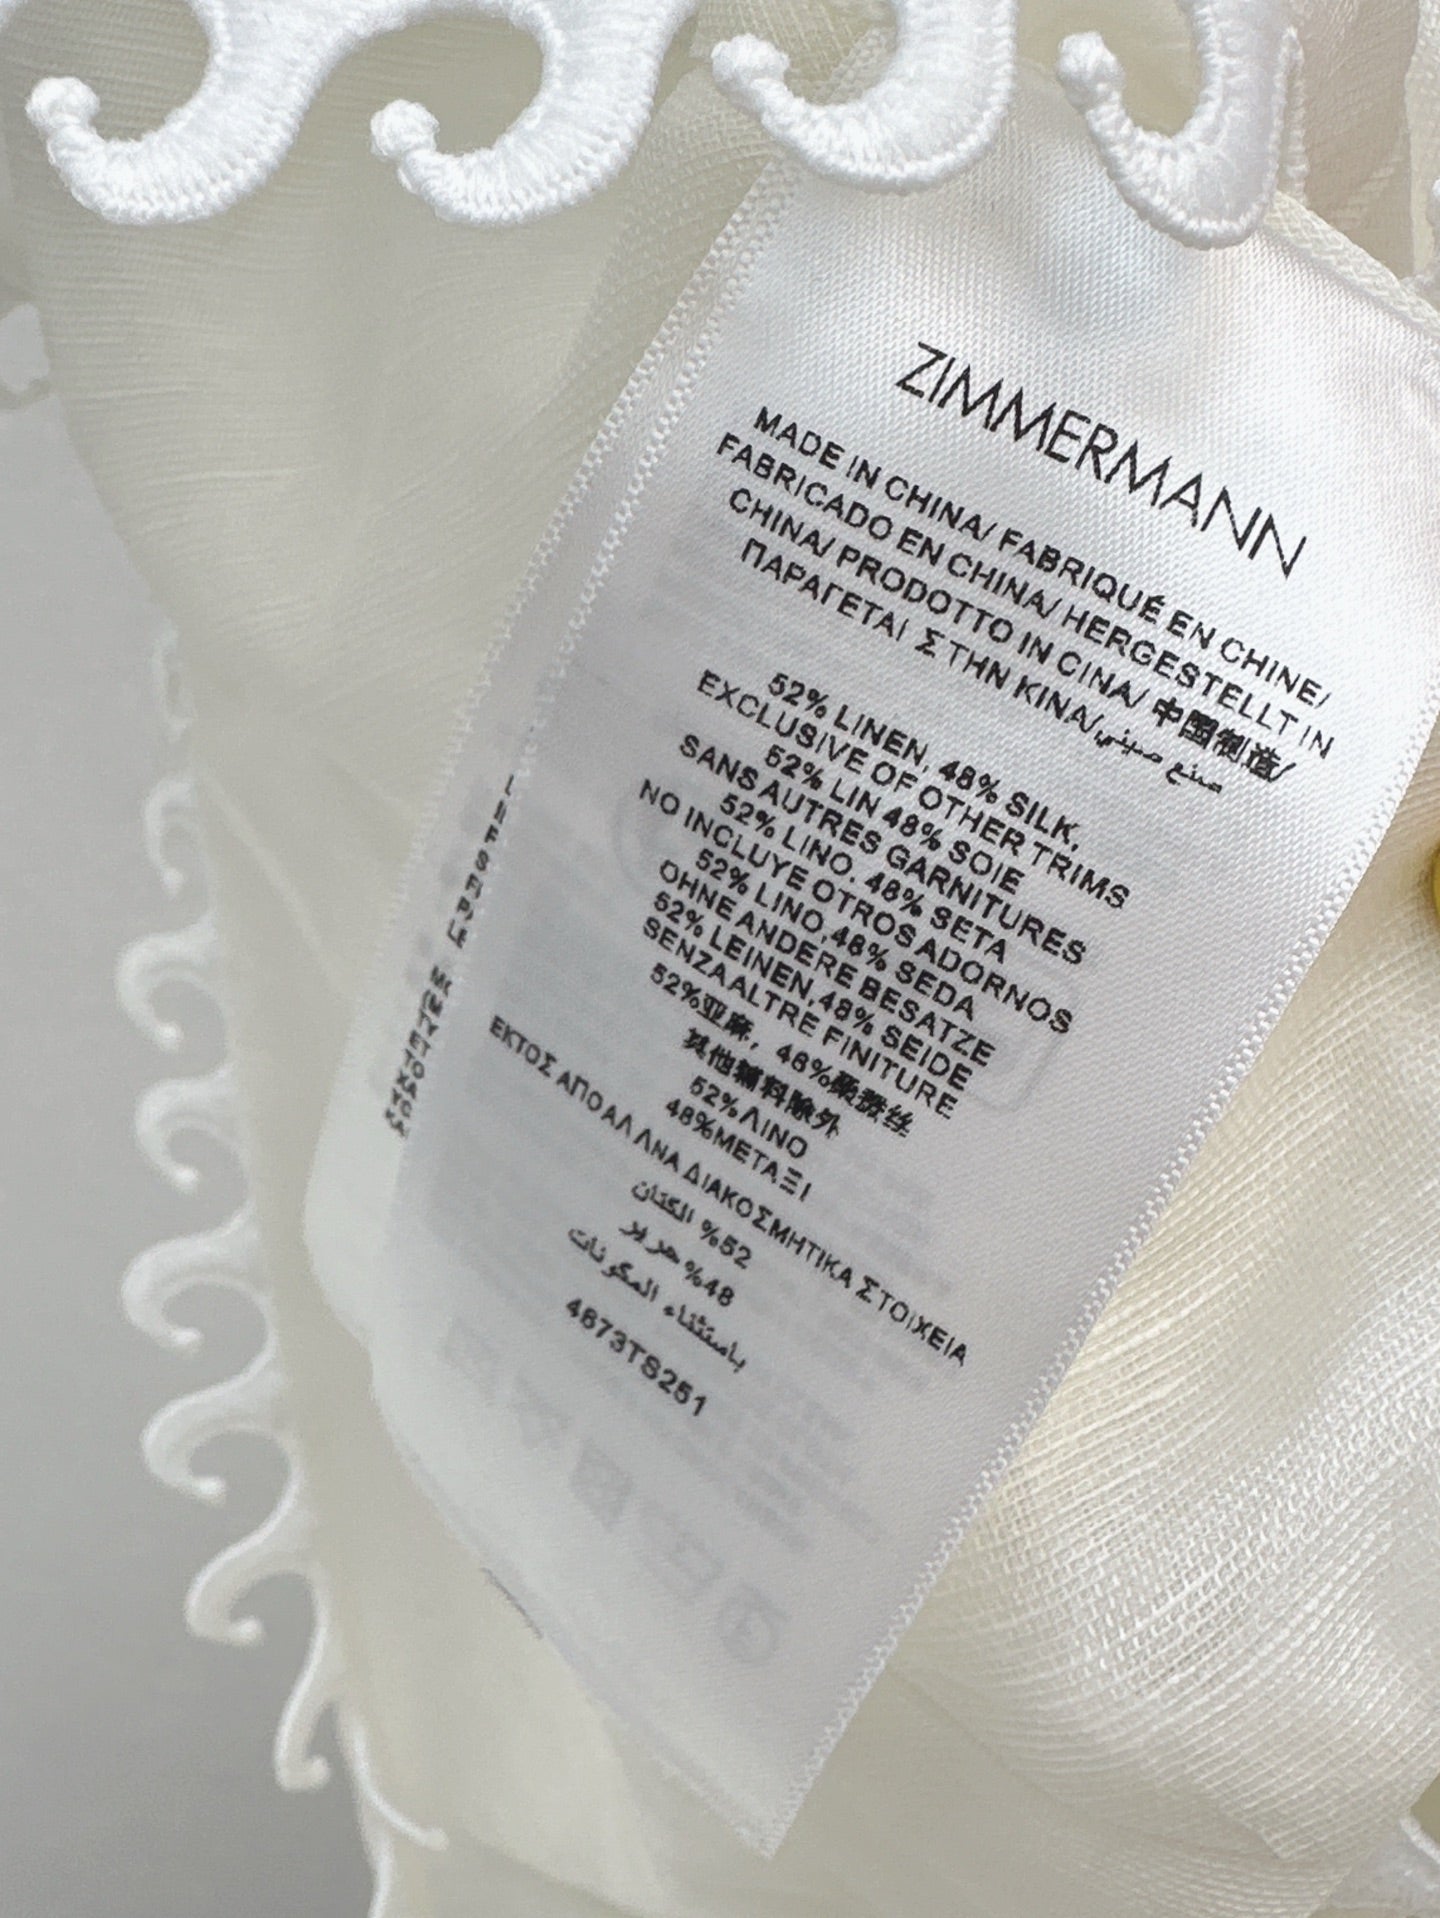 ZIMMERMANN
MADE IN CHINA/ FABRIQUÉ EN CHINE/
FABRICADO EN CHINA/ HERGESTELLT IN
CHINA/ PRODOTTO IN CINA/ 中国制造/
ΠΑΡΑΓΕΤΑΙ ΣΤΗΝ ΚΙΝΑ/صنع صيني
52% LINEN, 48% SILK,
EXCLUSIVE OF OTHER TRIMS
52% LIN 48% SOIE
SANS AUTRES GARNITURES
52% LINO. 48% SETA
NO INCLUYE OTROS ADORNOS
52% LINO,48% SEDA
OHNE ANDERE BESATZE
52% LEINEN,48% SEIDE
SENZA ALTRE FINITURE
52%亚麻，48%桑蚕丝
其他辅料除外
52%ΛΙΝΟ
48%ΜΕΤΑΞΙ
ΕΚΤΟΣ ΑΠΟ ΑΛΛΝΑ ΔΙΑΚΟΣΜΗΤΙΚΑ ΣΤΟΙΧΕΙΑ
52% الكتان
48% حرير
باستثناء المكونات
4673TS251